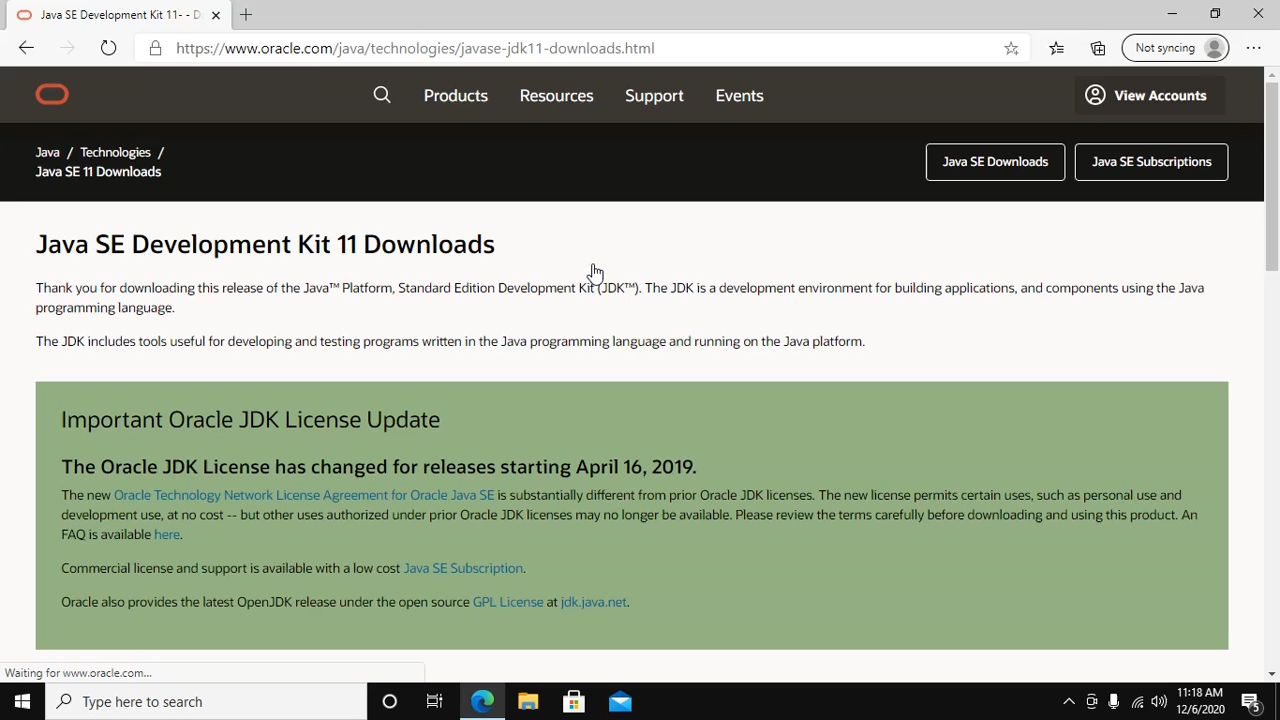 Java SE Development Kit 11- - D
https://www.oracle.com/java/technologies/javase-jdk11-downloads.html
Not syncing
Products
Resources
Support
Events
View Accounts
Java / Technologies /
Java SE 11 Downloads
Java SE Downloads
Java SE Subscriptions
Java SE Development Kit 11 Downloads
Thank you for downloading this release of the Java™ Platform, Standard Edition Development Kit (JDK™). The JDK is a development environment for building applications, and components using the Java
programming language.
The JDK includes tools useful for developing and testing programs written in the Java programming language and running on the Java platform.
Important Oracle JDK License Update
The Oracle JDK License has changed for releases starting April 16, 2019.
The new Oracle Technology Network License Agreement for Oracle Java SE is substantially different from prior Oracle JDK licenses. The new license permits certain uses, such as personal use and
development use, at no cost -- but other uses authorized under prior Oracle JDK licenses may no longer be available. Please review the terms carefully before downloading and using this product. An
FAQ is available here.
Commercial license and support is available with a low cost Java SE Subscription.
Oracle also provides the latest OpenJDK release under the open source GPL License at jdk.java.net.
Waiting for www.oracle.com...
Type here to search
11:18 AM
12/6/2020
5